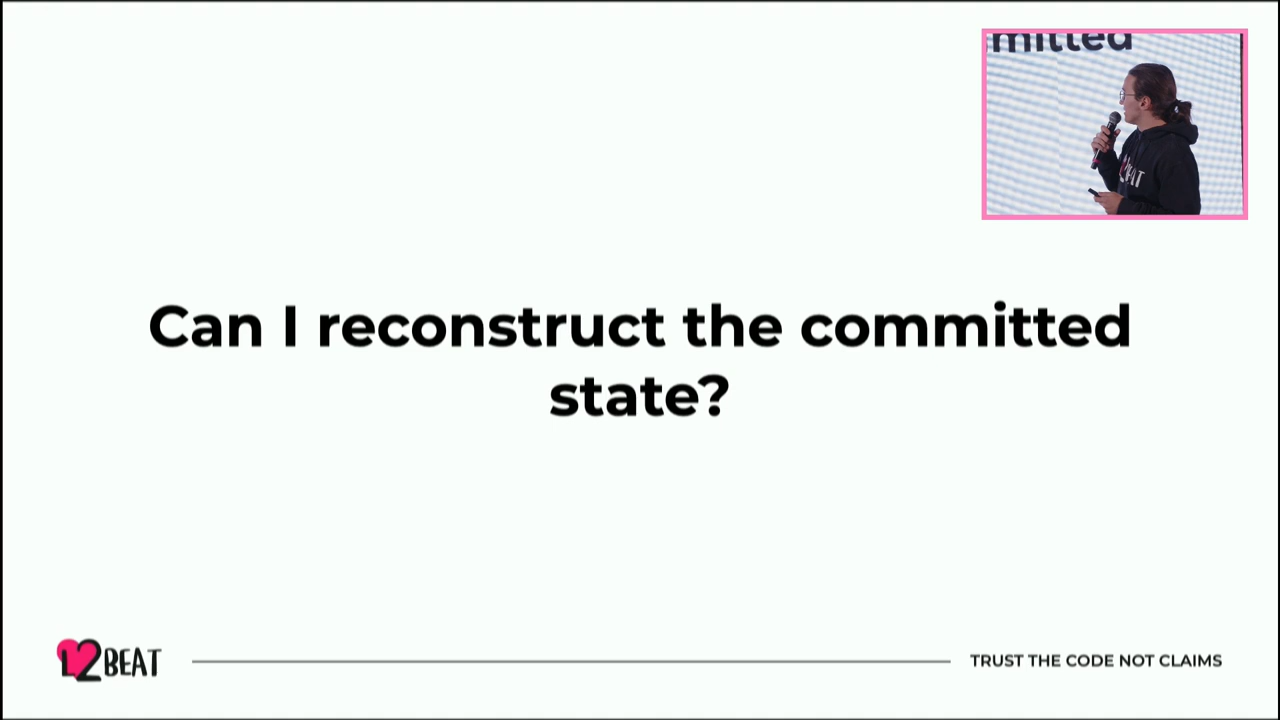 mitted
Can I reconstruct the committed
state?
L2BEAT
TRUST THE CODE NOT CLAIMS